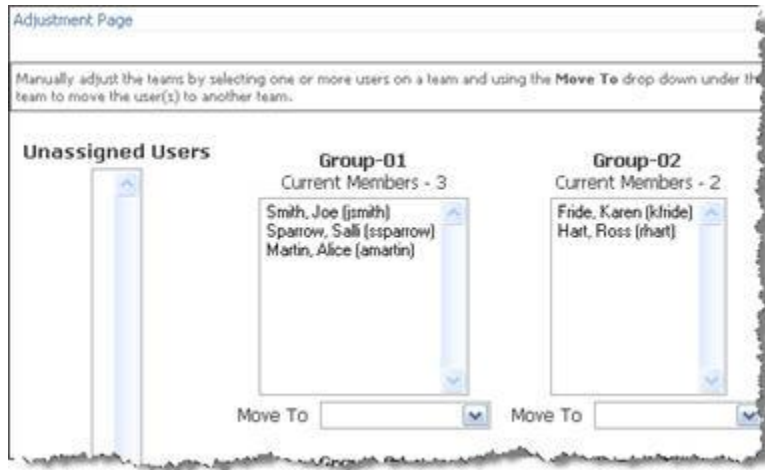 Adjustment Page
Manually adjust the teams by selecting one or more users on a team and using the Move To drop down under
team to move the user(s) to another team.
Unassigned Users
Group-01
Current Members - 3
Smith, Joe (jsmith)
Sparrow, Salli (ssparrow)
Martin, Alice (amartin)
Move To
Group-02
Current Members - 2
Fride, Karen (kfride)
Hart, Ross (rhart)
Move To